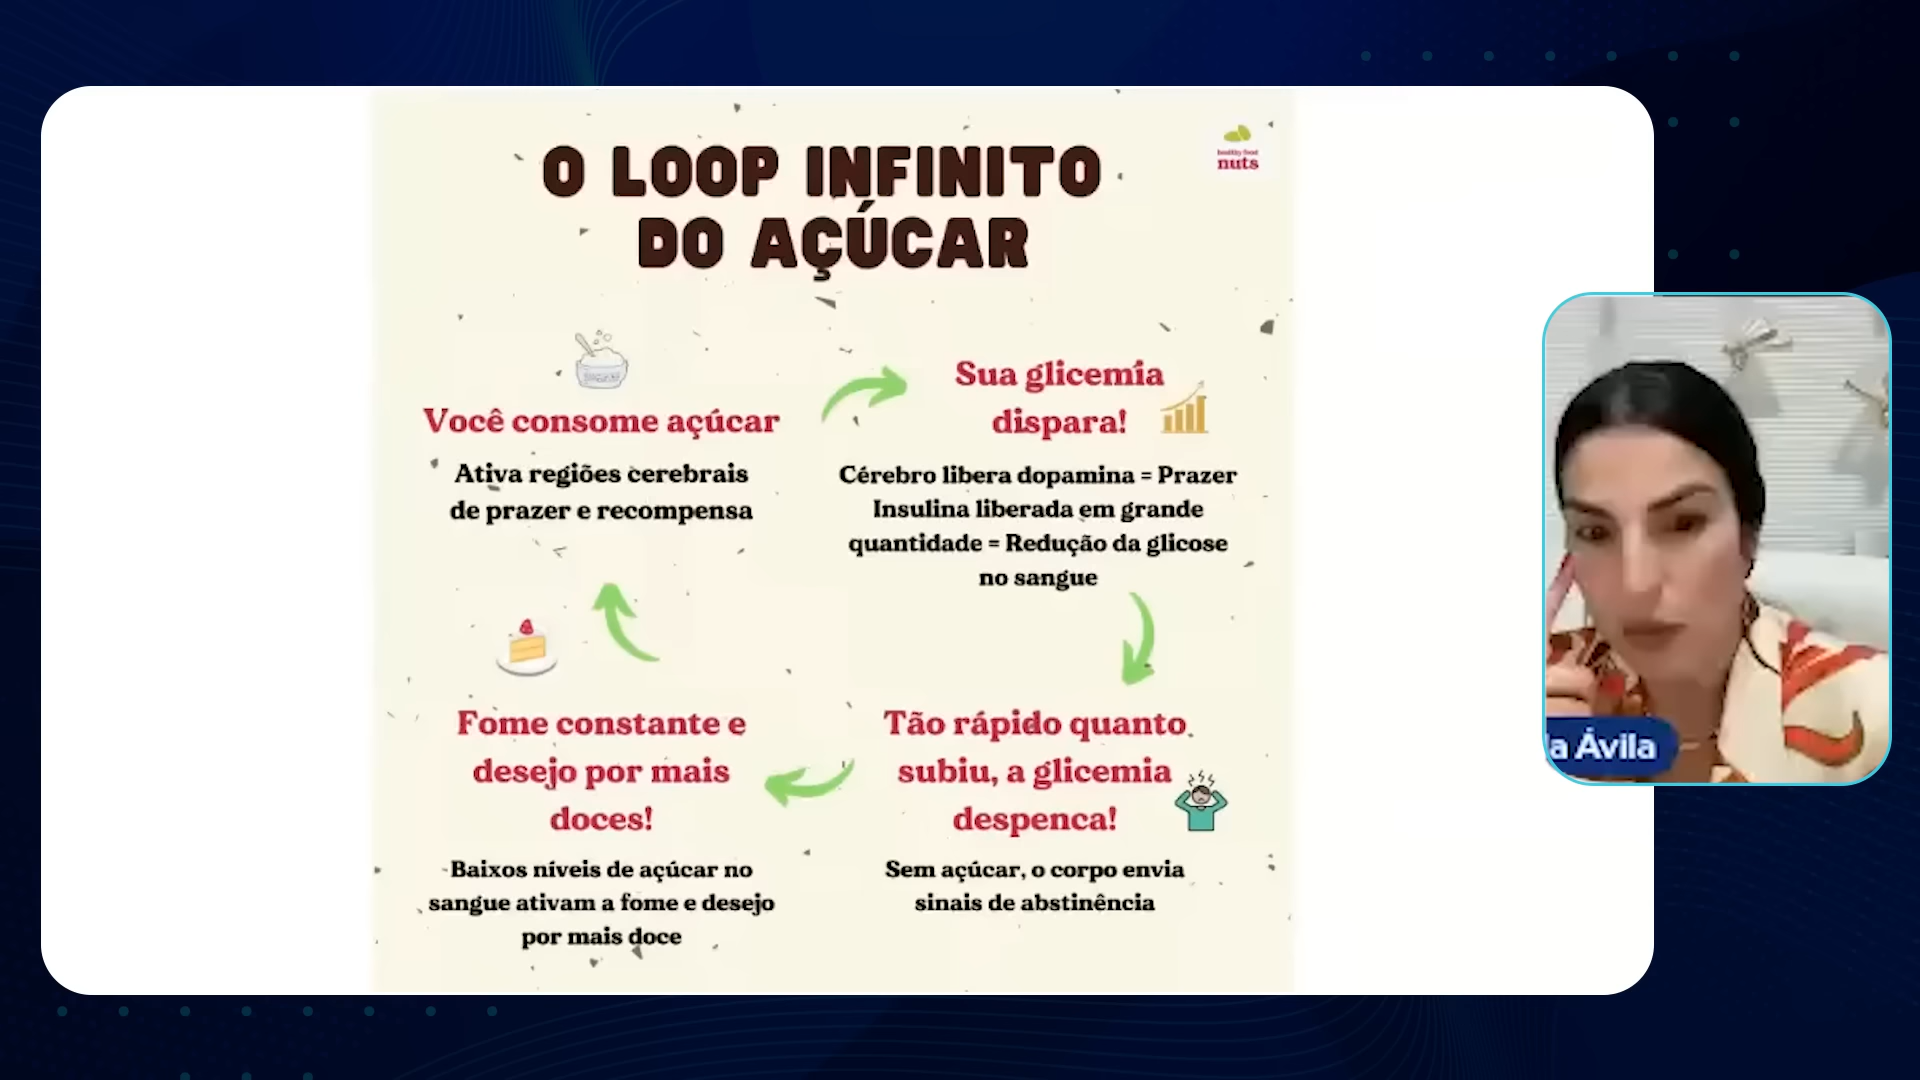 O LOOP INFINITO
DO AÇÚCAR
healthy food
nuts
Você consome açúcar
Ativa regiões cerebrais
de prazer e recompensa
Sua glicemia
dispara!
Cérebro libera dopamina = Prazer
Insulina liberada em grande
quantidade = Redução da glicose
no sangue
Fome constante e
desejo por mais
doces!
Baixos níveis de açúcar no
sangue ativam a fome e desejo
por mais doce
Tão rápido quanto
subiu, a glicemia
despenca!
Sem açúcar, o corpo envia
sinais de abstinência
la Ávila